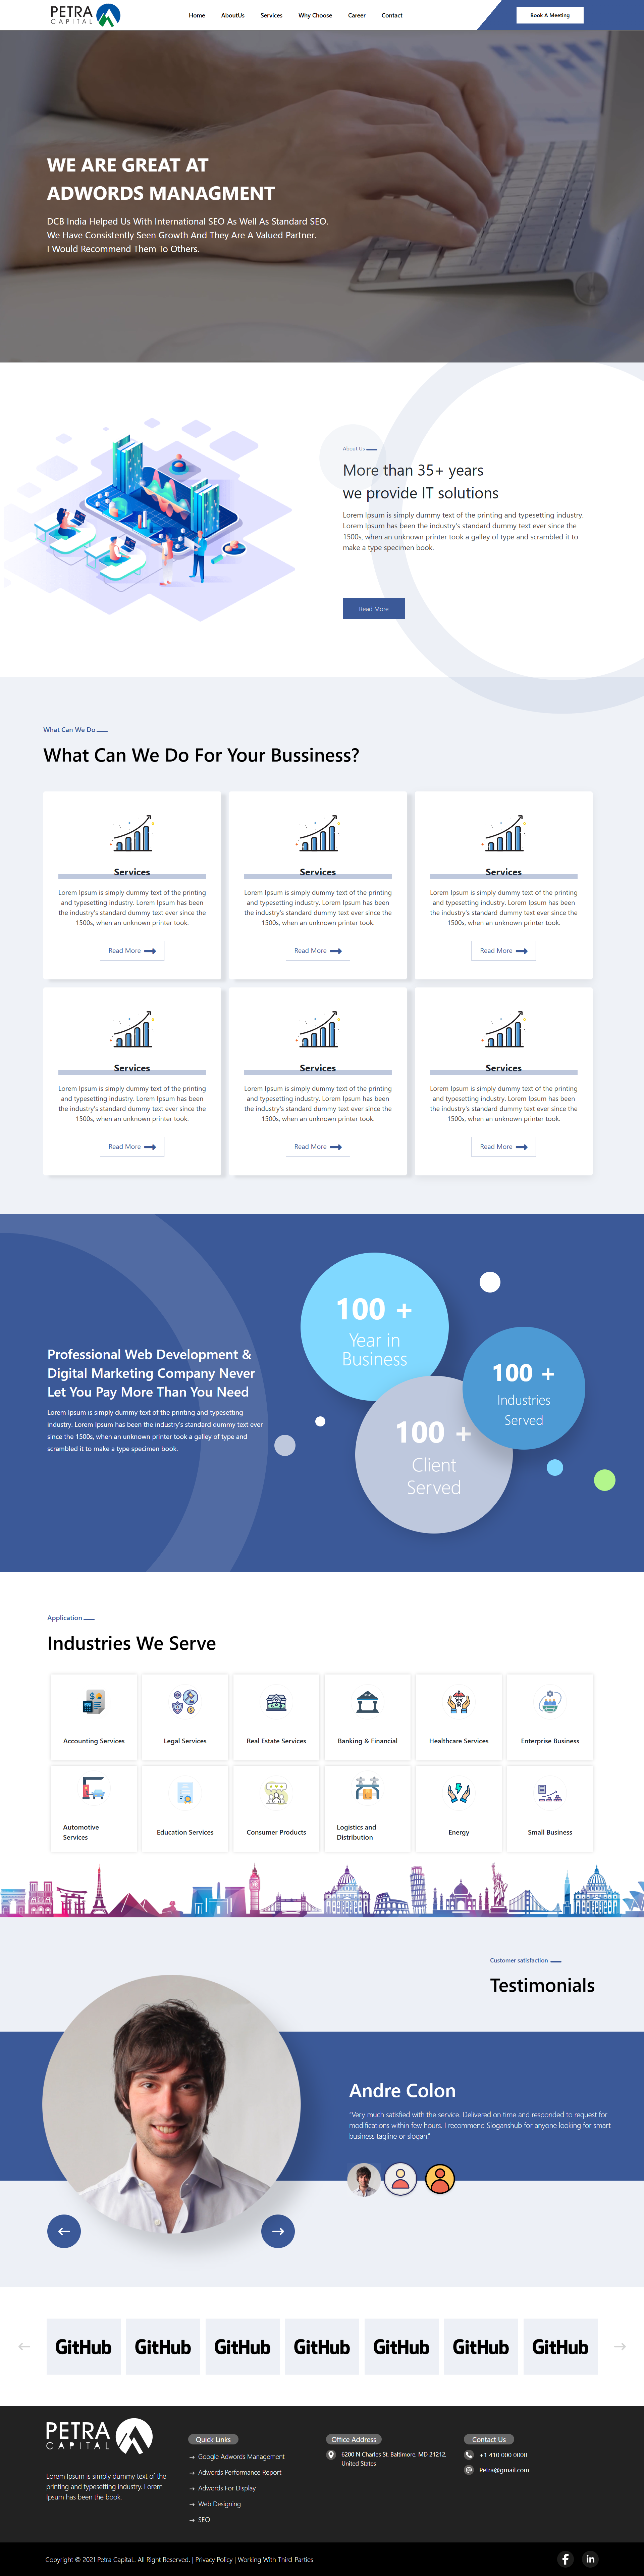 PETRA
CAPITAL
Home AboutUs Services Why Choose Career Contact
Book A Meeting
WE ARE GREAT AT
ADWORDS MANAGMENT
DCB India Helped Us With International SEO As Well As Standard SEO.
We Have Consistently Seen Growth And They Are A Valued Partner.
I Would Recommend Them To Others.
About Us
More than 35+ years
we provide IT solutions
Lorem Ipsum is simply dummy text of the printing and typesetting industry.
Lorem Ipsum has been the industry's standard dummy text ever since the
1500s, when an unknown printer took a galley of type and scrambled it to
make a type specimen book.
Read More
What Can We Do
What Can We Do For Your Bussiness?
Services
Lorem Ipsum is simply dummy text of the printing
and typesetting industry. Lorem Ipsum has been
the industry's standard dummy text ever since the
1500s, when an unknown printer took.
Read More
Services
Lorem Ipsum is simply dummy text of the printing
and typesetting industry. Lorem Ipsum has been
the industry's standard dummy text ever since the
1500s, when an unknown printer took.
Read More
Services
Lorem Ipsum is simply dummy text of the printing
and typesetting industry. Lorem Ipsum has been
the industry's standard dummy text ever since the
1500s, when an unknown printer took.
Read More
Services
Lorem Ipsum is simply dummy text of the printing
and typesetting industry. Lorem Ipsum has been
the industry's standard dummy text ever since the
1500s, when an unknown printer took.
Read More
Services
Lorem Ipsum is simply dummy text of the printing
and typesetting industry. Lorem Ipsum has been
the industry's standard dummy text ever since the
1500s, when an unknown printer took.
Read More
Services
Lorem Ipsum is simply dummy text of the printing
and typesetting industry. Lorem Ipsum has been
the industry's standard dummy text ever since the
1500s, when an unknown printer took.
Read More
Professional Web Development &
Digital Marketing Company Never
Let You Pay More Than You Need
Lorem Ipsum is simply dummy text of the printing and typesetting
industry. Lorem Ipsum has been the industry's standard dummy text ever
since the 1500s, when an unknown printer took a galley of type and
scrambled it to make a type specimen book.
100 +
Year in
Business
100 +
Industries
Served
100 +
Client
Served
Application
Industries We Serve
Accounting Services
Legal Services
Real Estate Services
Banking & Financial
Healthcare Services
Enterprise Business
Automotive
Services
Education Services
Consumer Products
Logistics and
Distribution
Energy
Small Business
Customer satisfaction
Testimonials
Andre Colon
"Very much satisfied with the service. Delivered on time and responded to request for
modifications within few hours. I recommend Sloganshub for anyone looking for smart
business tagline or slogan."
GitHub
GitHub
GitHub
GitHub
GitHub
GitHub
GitHub
PETRA
CAPITAL
Lorem Ipsum is simply dummy text of the
printing and typesetting industry. Lorem
Ipsum has been the book.
Quick Links
Google Adwords Management
Adwords Performance Report
Adwords For Display
Web Designing
SEO
Office Address
6200 N Charles St, Baltimore, MD 21212,
United States
Contact Us
+1 410 000 0000
Petra@gmail.com
Copyright © 2021 Petra Capital.. All Right Reserved. | Privacy Policy | Working With Third-Parties